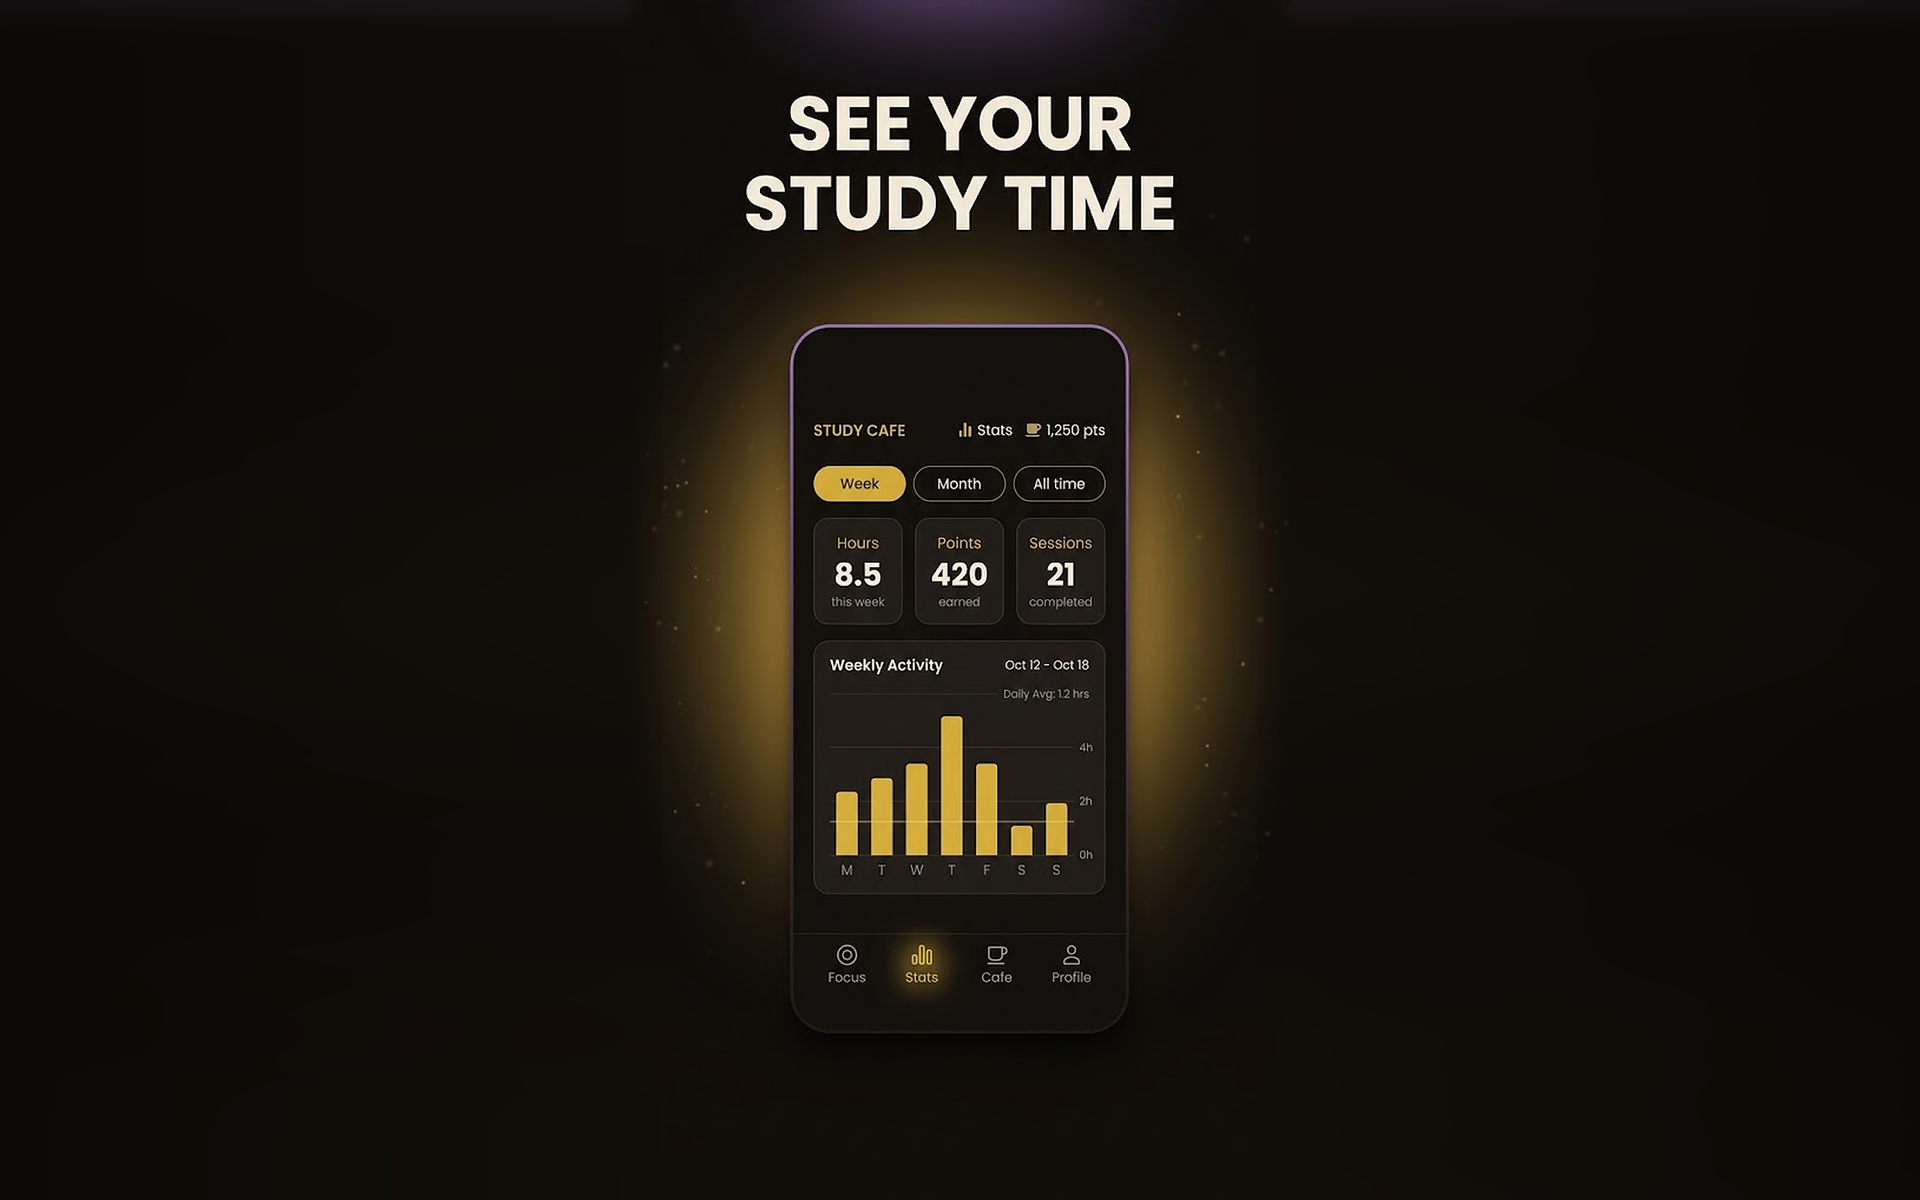 SEE YOUR
STUDY TIME
STUDY CAFE Stats 1,250 pts
Week Month All time
Hours Points Sessions
8.5 420 21
this week earned completed
Weekly Activity Oct 12 - Oct 18
Daily Avg: 1.2 hrs
4h
2h
0h
M T W T F S S
Focus Stats Cafe Profile